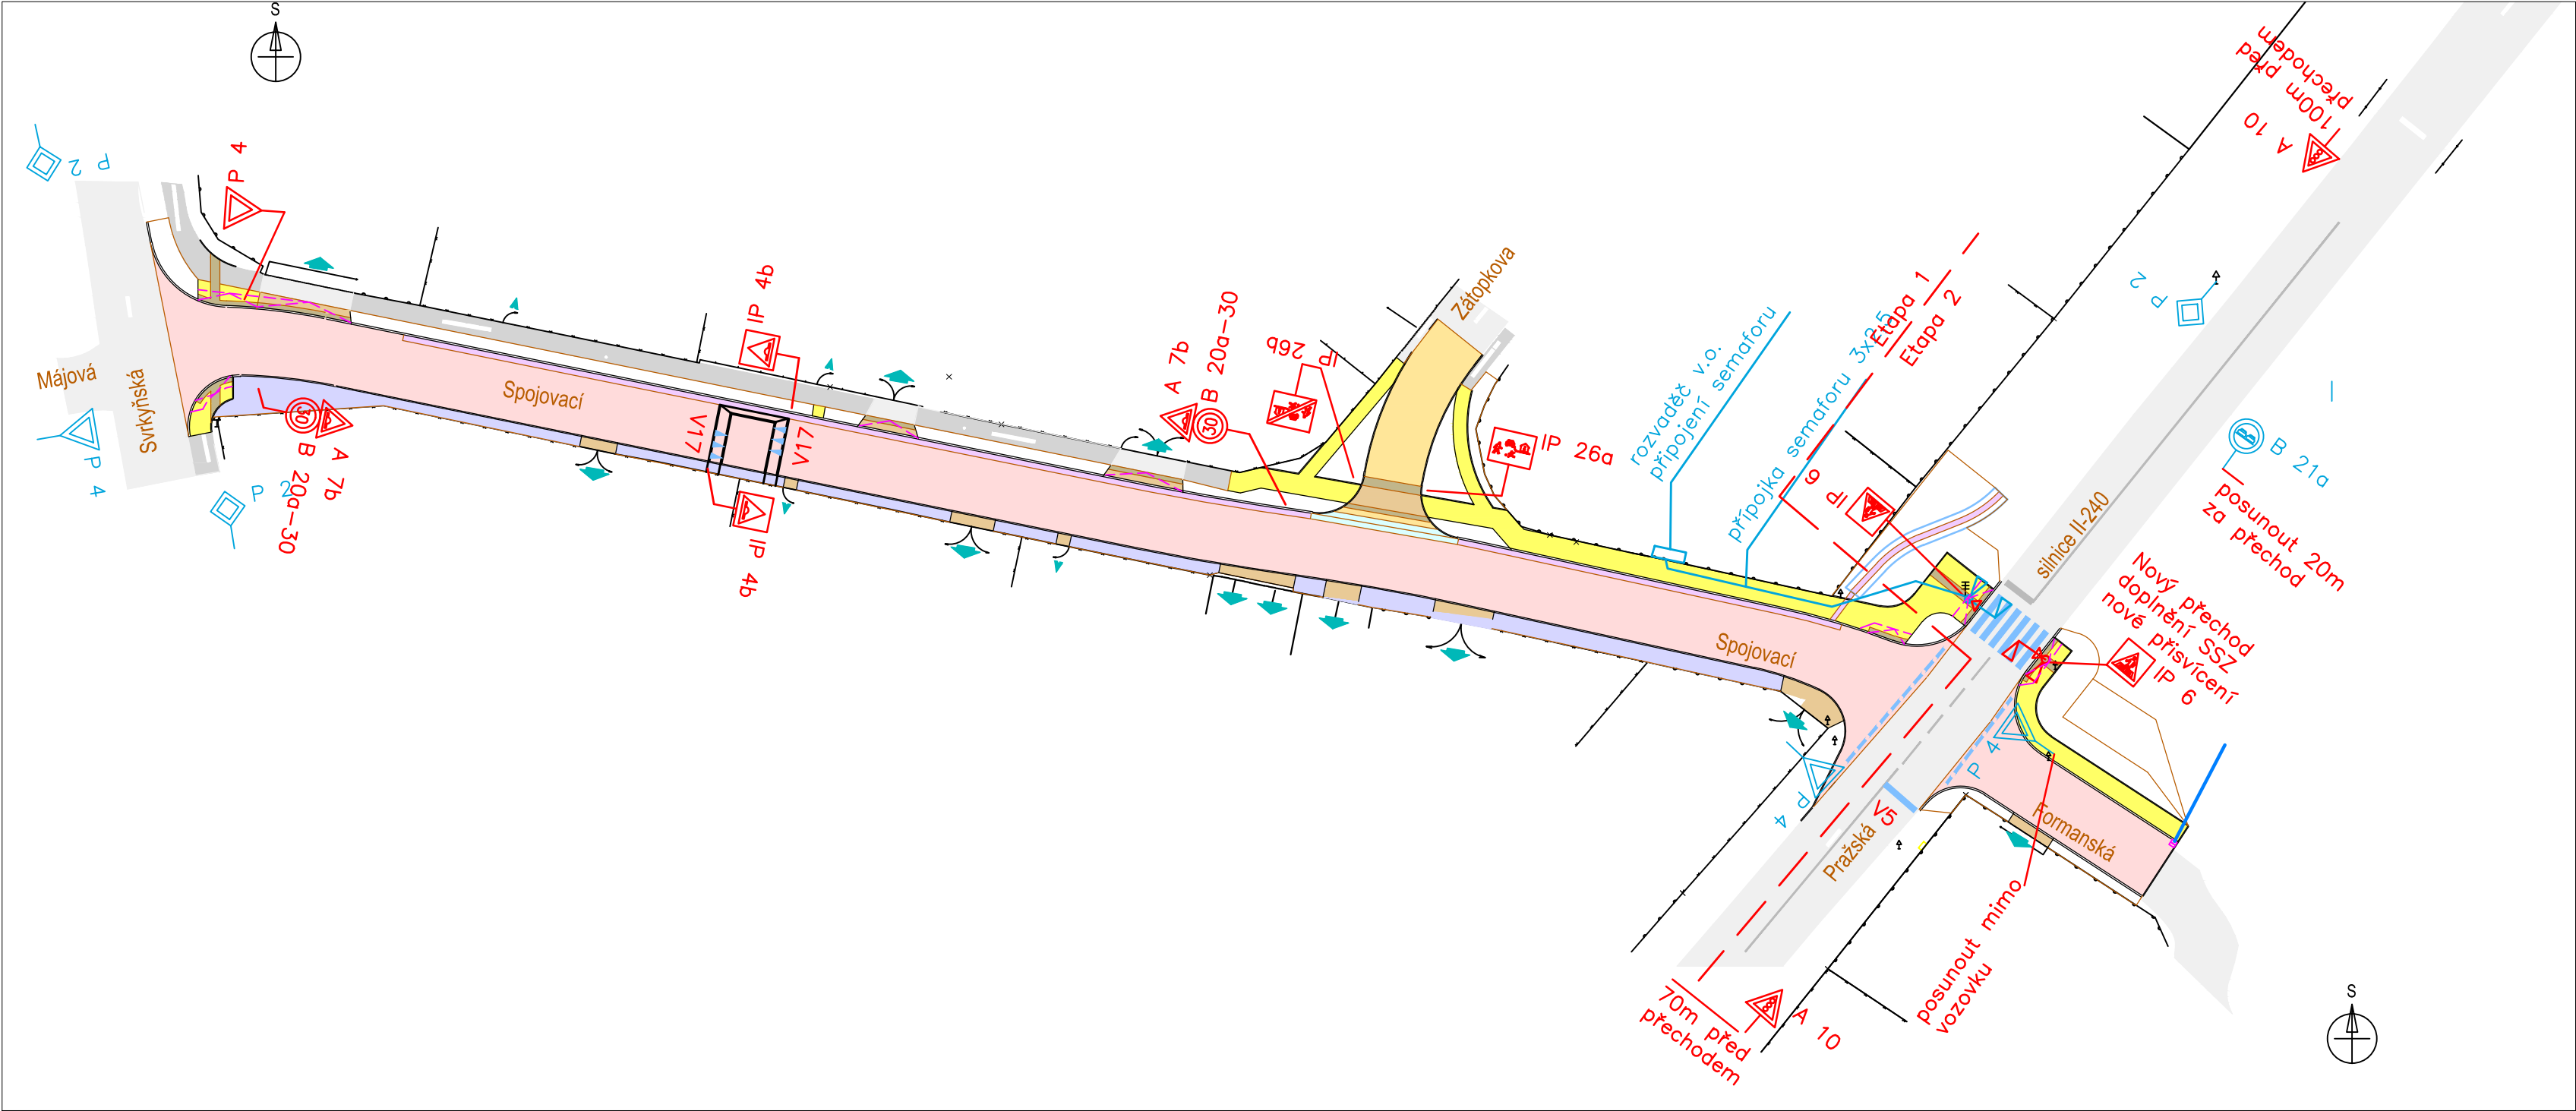 S
P 2
P 4
IP 4b
A 7b
B 20a-30
IP 26b
Zátopkova
IP 26a
rozvaděč v.o.
připojení semaforu
přípojka semaforu 3x2,5
Etapa 1
Etapa 2
100m před
přechodem
A 10
P 2
B 21a
posunout 20m
za přechod
IP 6
silnice II-240
Nový přechod
doplnění SSZ
nové přisvícení
IP 6
Májová
Svrkyňská
P 4
P 2
30
A 7b
B 20a-30
Spojovací
V17
V17
IP 4b
30
Spojovací
P 4
P 4
V5
Pražská
Formanská
posunout mimo
vozovku
70m před
přechodem
A 10
S